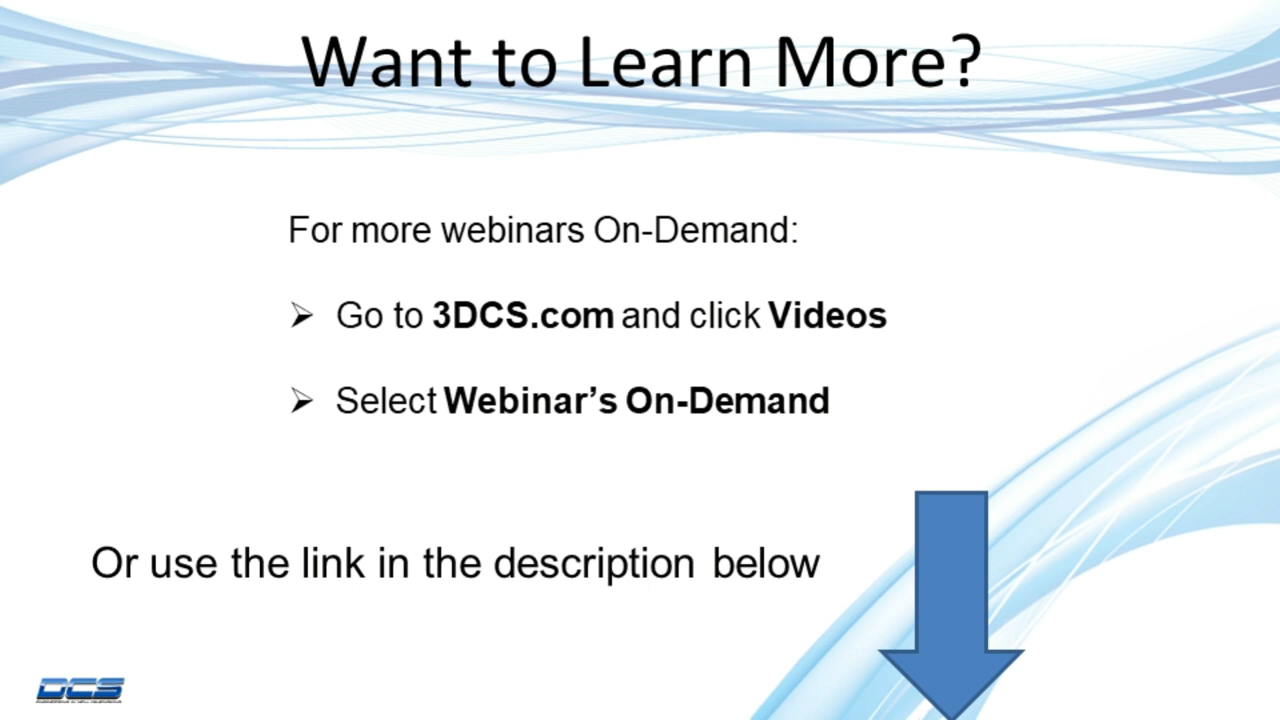 Want to Learn More?
For more webinars On-Demand:
➢ Go to 3DCS.com and click Videos
➢ Select Webinar’s On-Demand
Or use the link in the description below
DCS